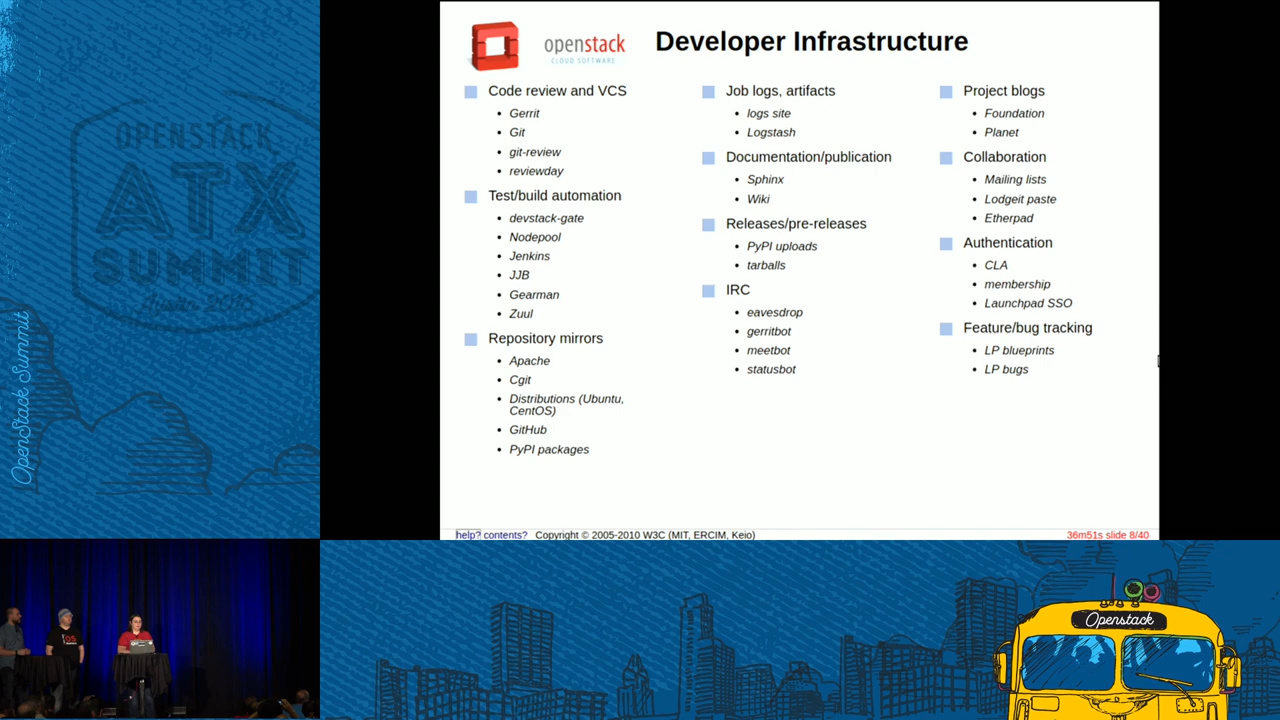 OPENSTACK
ATX
SUMMIT
Austin 2016
OpenStack Summit
openstack
CLOUD SOFTWARE
Developer Infrastructure
Code review and VCS
• Gerrit
• Git
• git-review
• reviewday
Test/build automation
• devstack-gate
• Nodepool
• Jenkins
• JJB
• Gearman
• Zuul
Repository mirrors
• Apache
• Cgit
• Distributions (Ubuntu,
CentOS)
• GitHub
• PyPI packages
Job logs, artifacts
• logs site
• Logstash
Documentation/publication
• Sphinx
• Wiki
Releases/pre-releases
• PyPI uploads
• tarballs
IRC
• eavesdrop
• gerritbot
• meetbot
• statusbot
Project blogs
• Foundation
• Planet
Collaboration
• Mailing lists
• Lodgeit paste
• Etherpad
Authentication
• CLA
• membership
• Launchpad SSO
Feature/bug tracking
• LP blueprints
• LP bugs
help? contents? Copyright © 2005-2010 W3C (MIT, ERCIM, Keio)
36m51s slide 8/40
Openstack